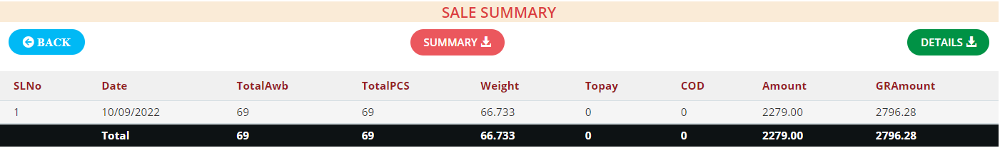 SALE SUMMARY
BACK SUMMARY DETAILS
SLNo Date TotalAwb TotalPCS Weight Topay COD Amount GRAmount
1 10/09/2022 69 69 66.733 0 0 2279.00 2796.28
Total 69 69 66.733 0 0 2279.00 2796.28